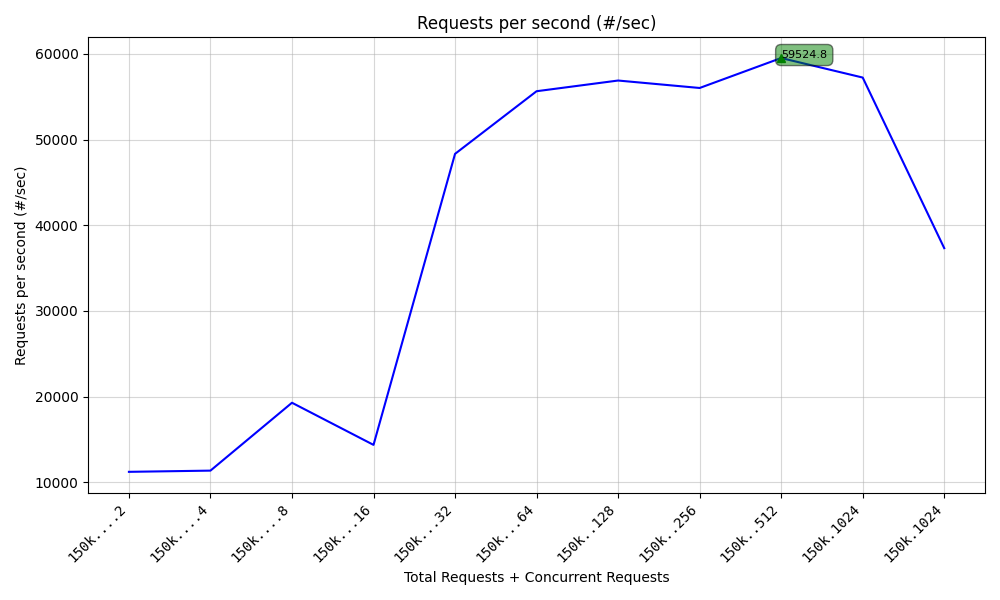 Requests per second (#/sec)
60000
59524.8
50000
40000
30000
20000
10000
Requests per second (#/sec)
150k....2
150k....4
150k....8
150k...16
150k...32
150k...64
150k..128
150k..256
150k..512
150k.1024
150k.1024
Total Requests + Concurrent Requests